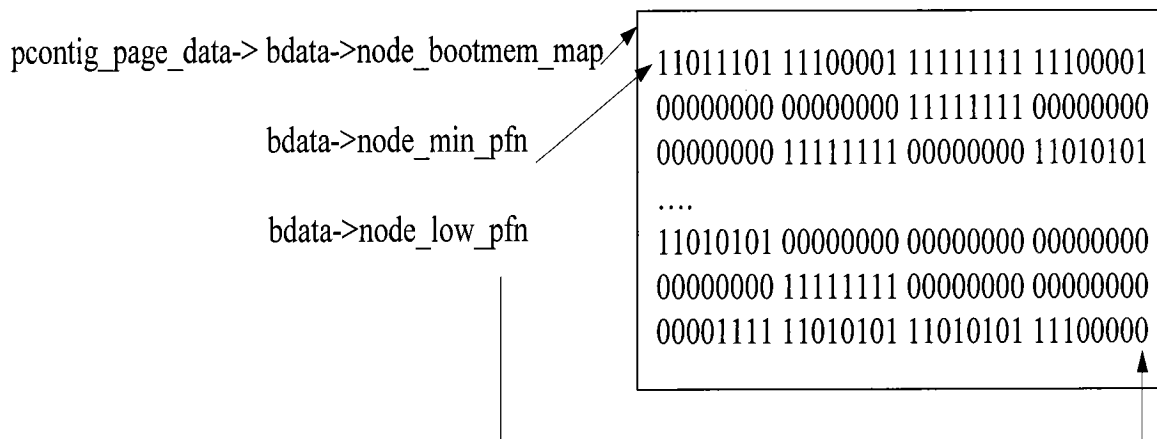 pcontig_page_data-> bdata->node_bootmem_map
bdata->node_min_pfn
bdata->node_low_pfn
11011101 11100001 11111111 11100001
00000000 00000000 11111111 00000000
00000000 11111111 00000000 11010101
....
11010101 00000000 00000000 00000000
00000000 11111111 00000000 00000000
00001111 11010101 11010101 11100000